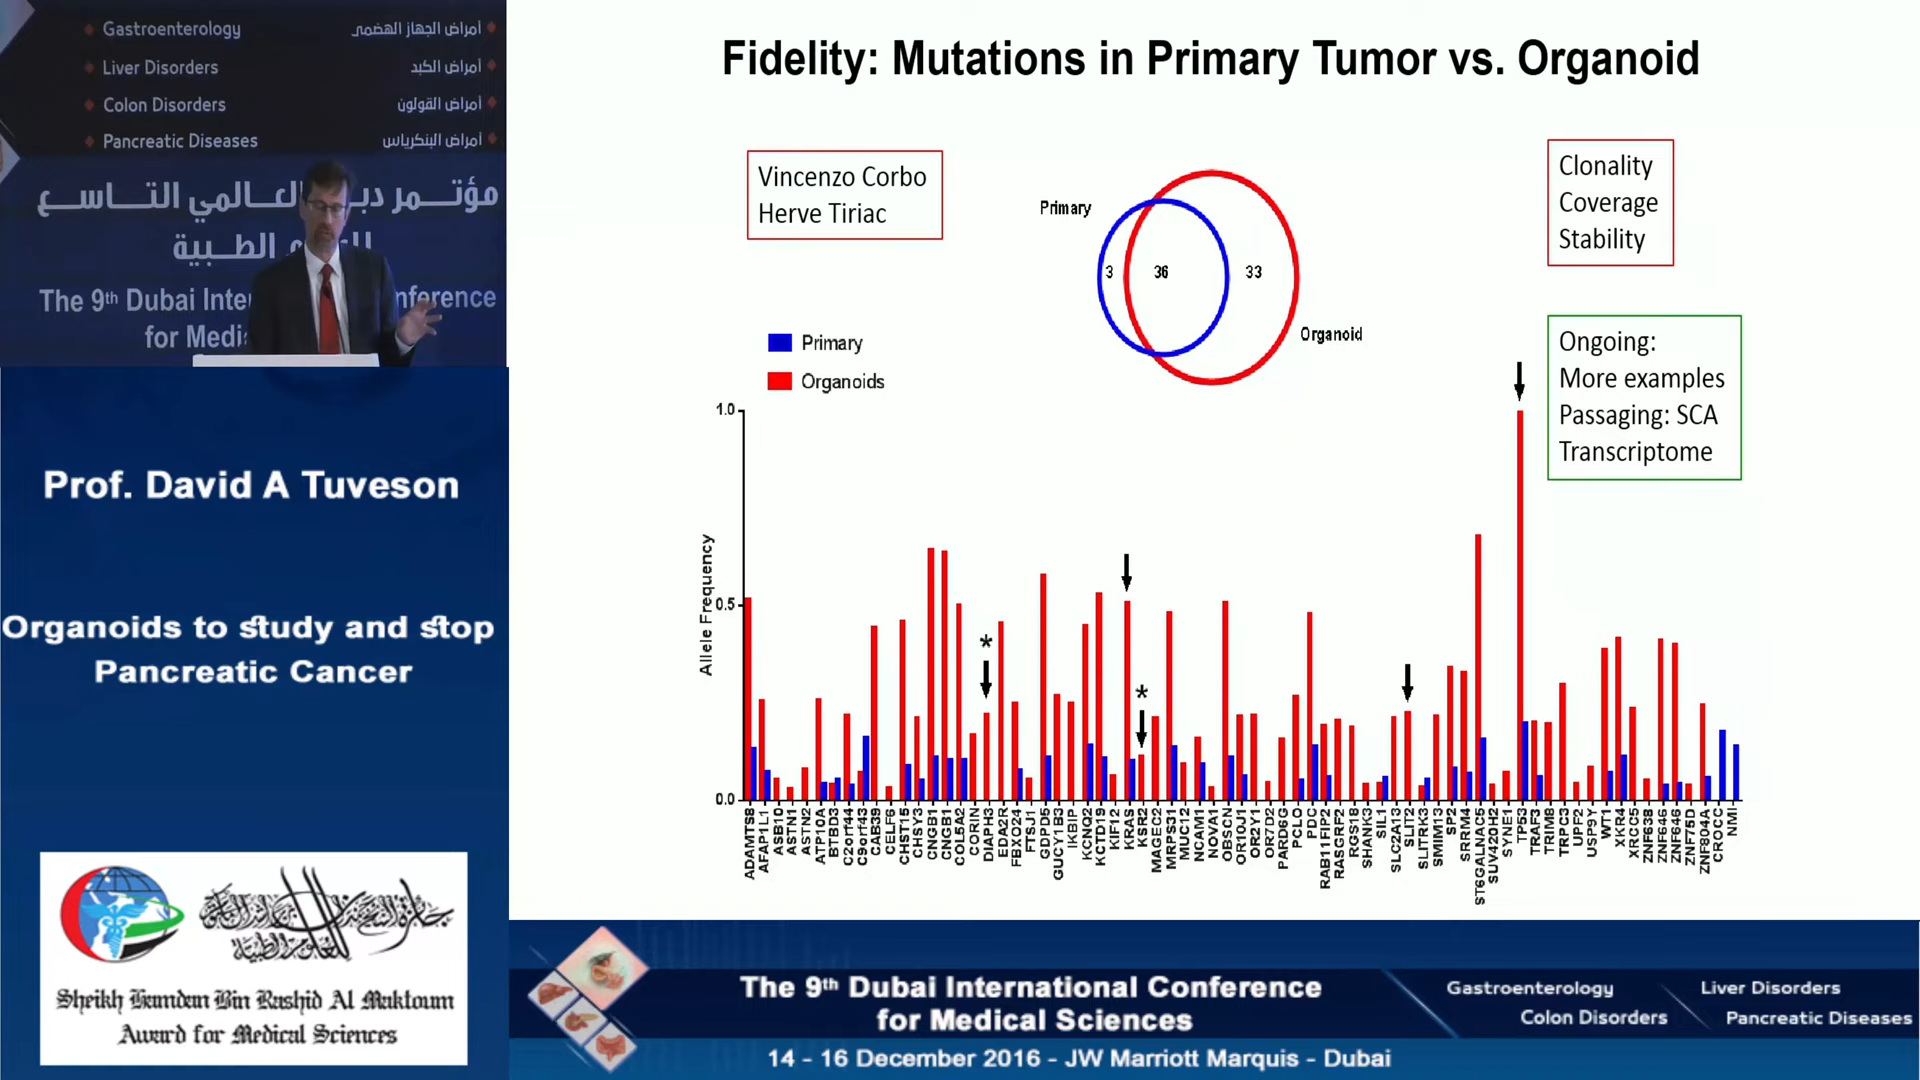 Gastroenterology
أمراض الجهاز الهضمي
Liver Disorders
أمراض الكبد
Colon Disorders
أمراض القولون
Pancreatic Diseases
أمراض البنكرياس
العالمي التاسع
الطبية
The 9th Dubai
for
Prof. David A Tuveson
Organoids to study and stop
Pancreatic Cancer
Sheikh Hamdan Bin Rashid Al Maktoum
Award for Medical Sciences
Fidelity: Mutations in Primary Tumor vs. Organoid
Vincenzo Corbo
Herve Tiriac
Primary
3
36
33
Organoid
Clonality
Coverage
Stability
Ongoing:
More examples
Passaging: SCA
Transcriptome
Primary
Organoids
Allele Frequency
1.0
0.5
0.0
*
*
ADAMTS8
AFAP1L1
ASB10
ASTN1
ASTN2
ATP10A
BTBD3
C2orf44
C9orf43
CAB39
CELF6
CHST15
CHSY3
CNGB1
CNGB1
COL5A2
CORIN
DIAPH3
EDA2R
FBXO24
FTSJ1
GDPD5
GUCY1B3
IKBIP
KCNQ2
KCTD19
KIF12
KRAS
KSR2
MAGEC2
MRPS31
MUC12
NCAM1
NOVA1
OBSCN
OR10J1
OR2Y1
OR7D2
PARD6G
PCLO
PDC
RAB11FIP2
RASGRF2
RGS18
SHANK3
SIL1
SLC2A13
SLIT2
SLITRK3
SMIM13
SP2
SRRM4
ST6GALNAC5
SUV420H2
SYNE1
TP53
TRAF3
TRIM8
TRPC3
UPF2
USP9Y
WT1
XKR4
XRCC5
ZNF638
ZNF646
ZNF646
ZNF75D
ZNF804A
CROCC
NMI
The 9th Dubai International Conference
for Medical Sciences
14 - 16 December 2016 - JW Marriott Marquis - Dubai
Gastroenterology
Liver Disorders
Colon Disorders
Pancreatic Diseases